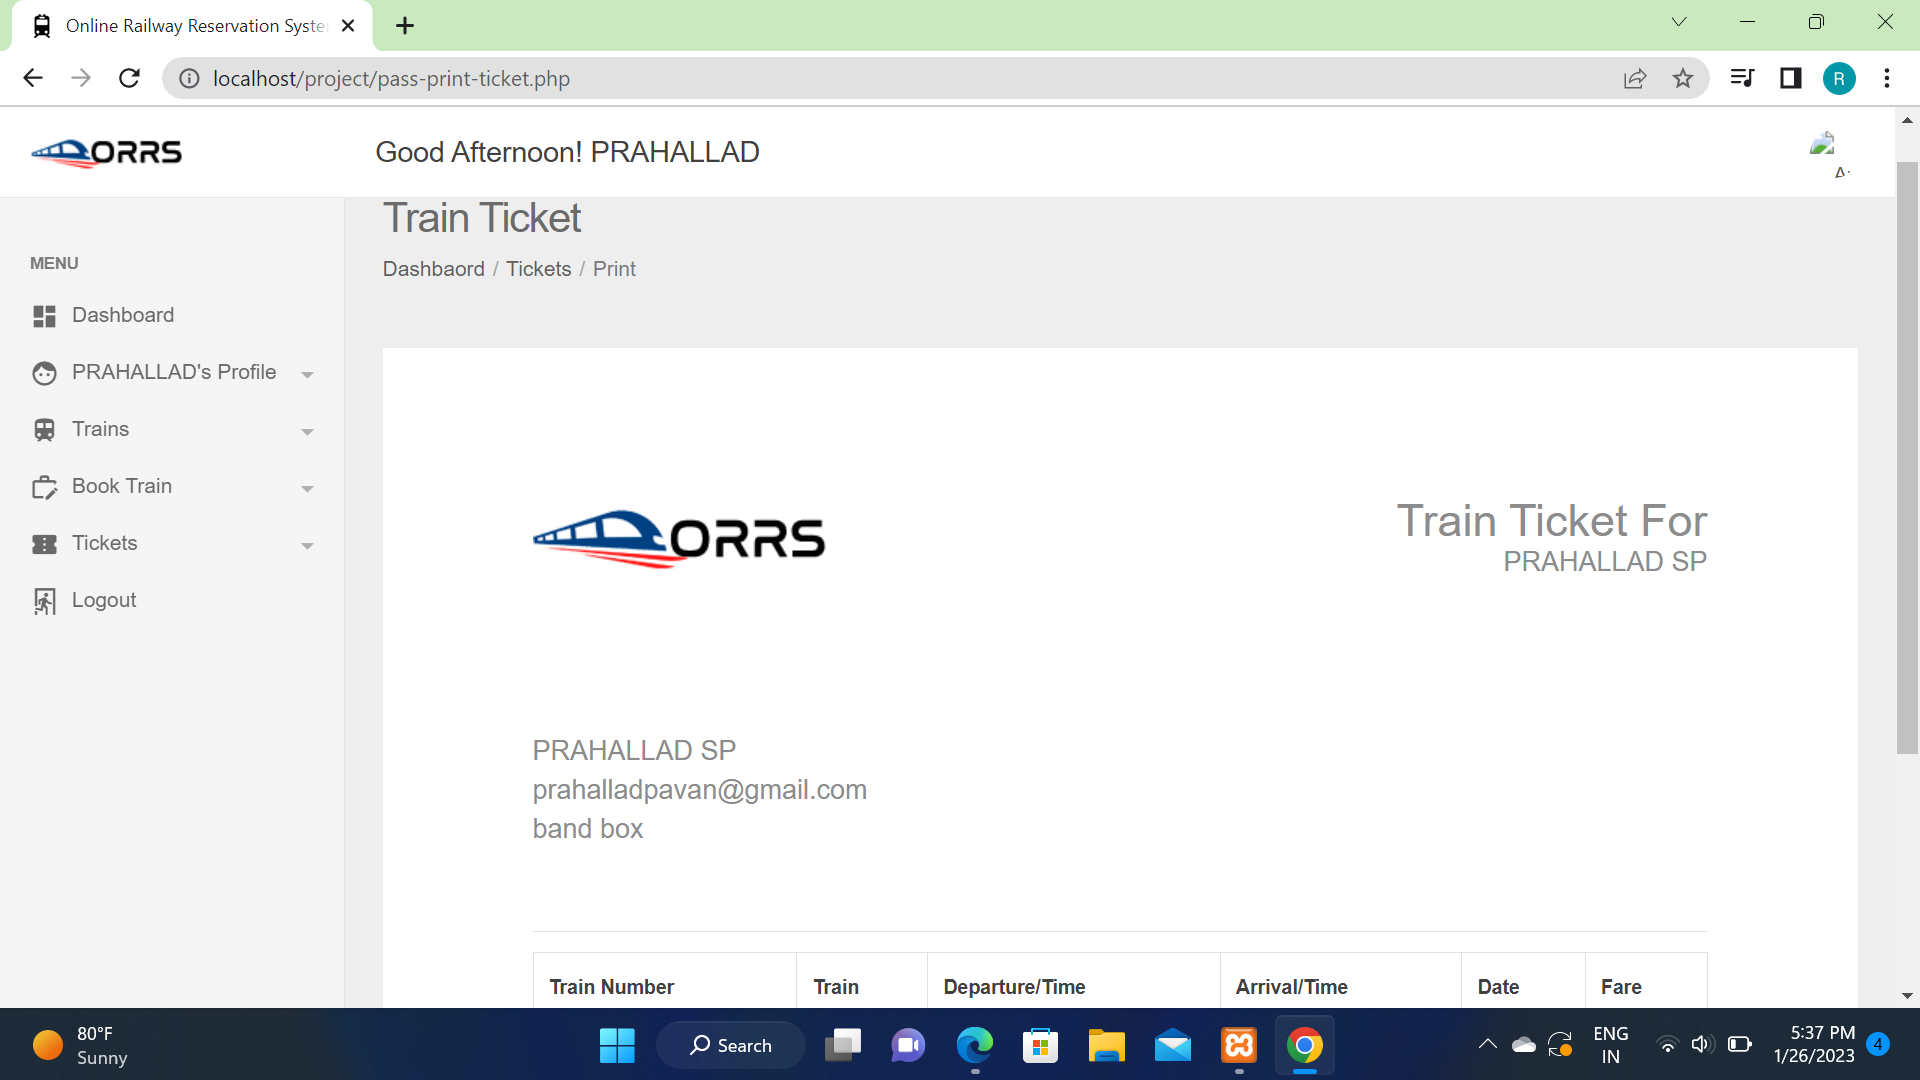 Online Railway Reservation Syste
localhost/project/pass-print-ticket.php
R
ORRS
Good Afternoon! PRAHALLAD
Train Ticket
Dashbaord / Tickets / Print
MENU
Dashboard
PRAHALLAD's Profile
Trains
Book Train
Tickets
Logout
ORRS
Train Ticket For
PRAHALLAD SP
PRAHALLAD SP
prahalladpavan@gmail.com
band box
Train Number Train Departure/Time Arrival/Time Date Fare
80°F
Sunny
Search
ENG
IN
5:37 PM
1/26/2023
4